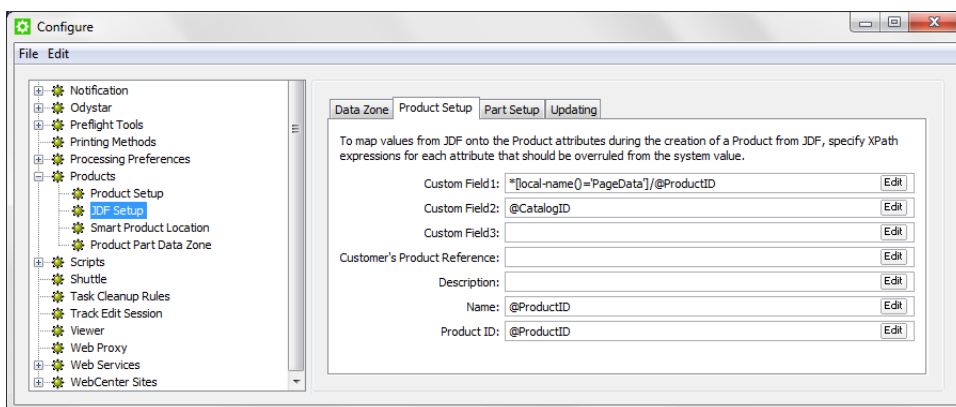 Configure
File Edit
Notification
Odystar
Preflight Tools
Printing Methods
Processing Preferences
Products
Product Setup
JDF Setup
Smart Product Location
Product Part Data Zone
Scripts
Shuttle
Task Cleanup Rules
Track Edit Session
Viewer
Web Proxy
Web Services
WebCenter Sites
Data Zone Product Setup Part Setup Updating
To map values from JDF onto the Product attributes during the creation of a Product from JDF, specify XPath
expressions for each attribute that should be overruled from the system value.
Custom Field1: *[local-name()='PageData']/@ProductID Edit
Custom Field2: @CatalogID Edit
Custom Field3: Edit
Customer's Product Reference: Edit
Description: Edit
Name: @ProductID Edit
Product ID: @ProductID Edit